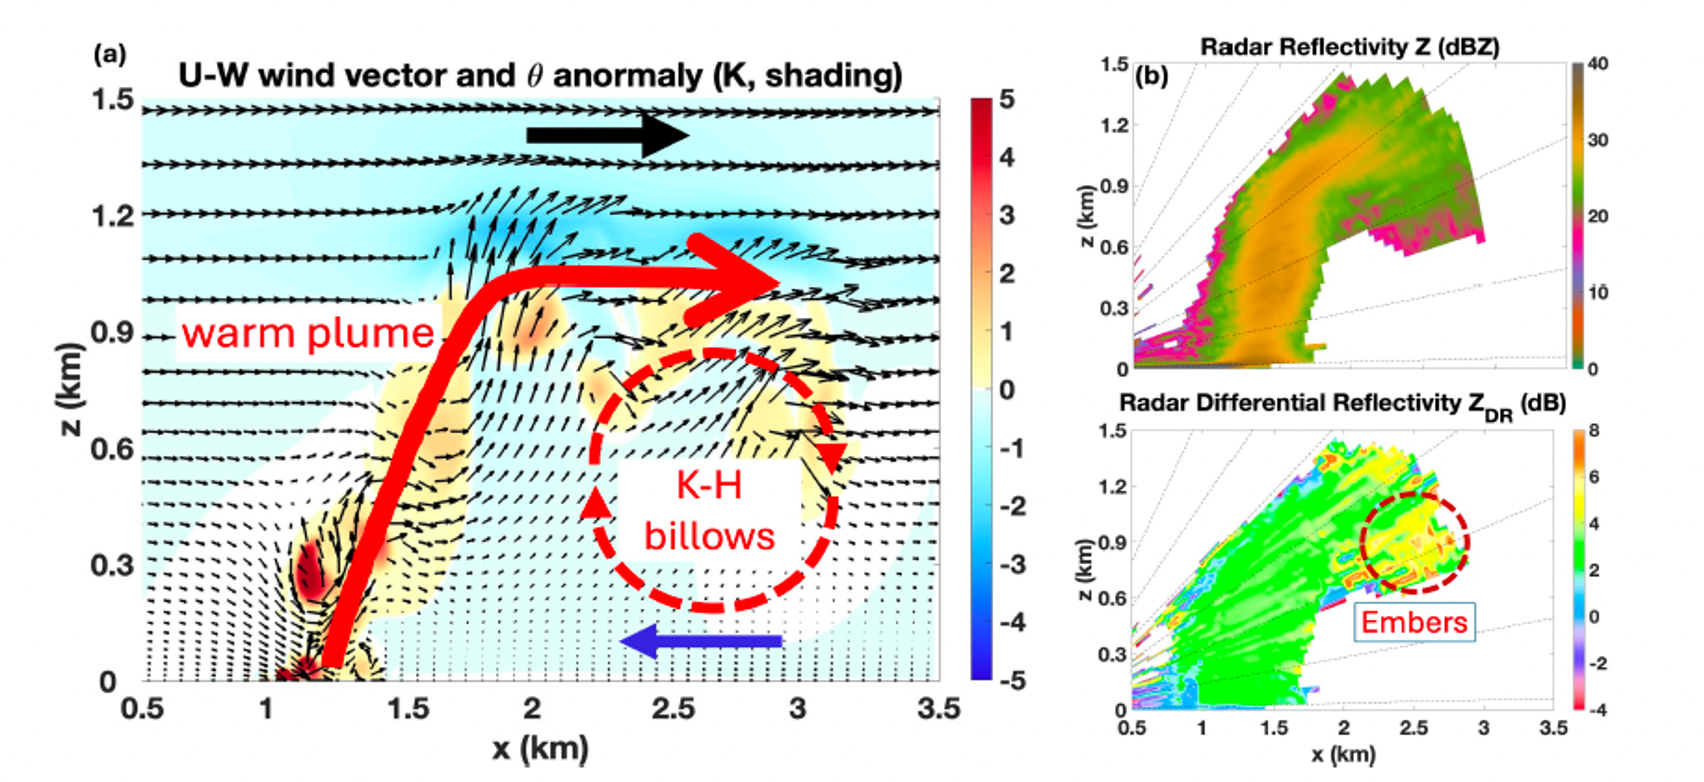 (a)
U-W wind vector and θ anormaly (K, shading)
1.5
1.2
0.9
0.6
0.3
0
z (km)
0.5 1 1.5 2 2.5 3 3.5
x (km)
warm plume
K-H
billows
5
4
3
2
1
0
-1
-2
-3
-4
-5
Radar Reflectivity Z (dBZ)
(b)
1.5
1.2
0.9
0.6
0.3
0
z (km)
40
30
20
10
0
Radar Differential Reflectivity ZDR (dB)
1.5
1.2
0.9
0.6
0.3
0
z (km)
Embers
0.5 1 1.5 2 2.5 3 3.5
x (km)
8
6
4
2
0
-2
-4